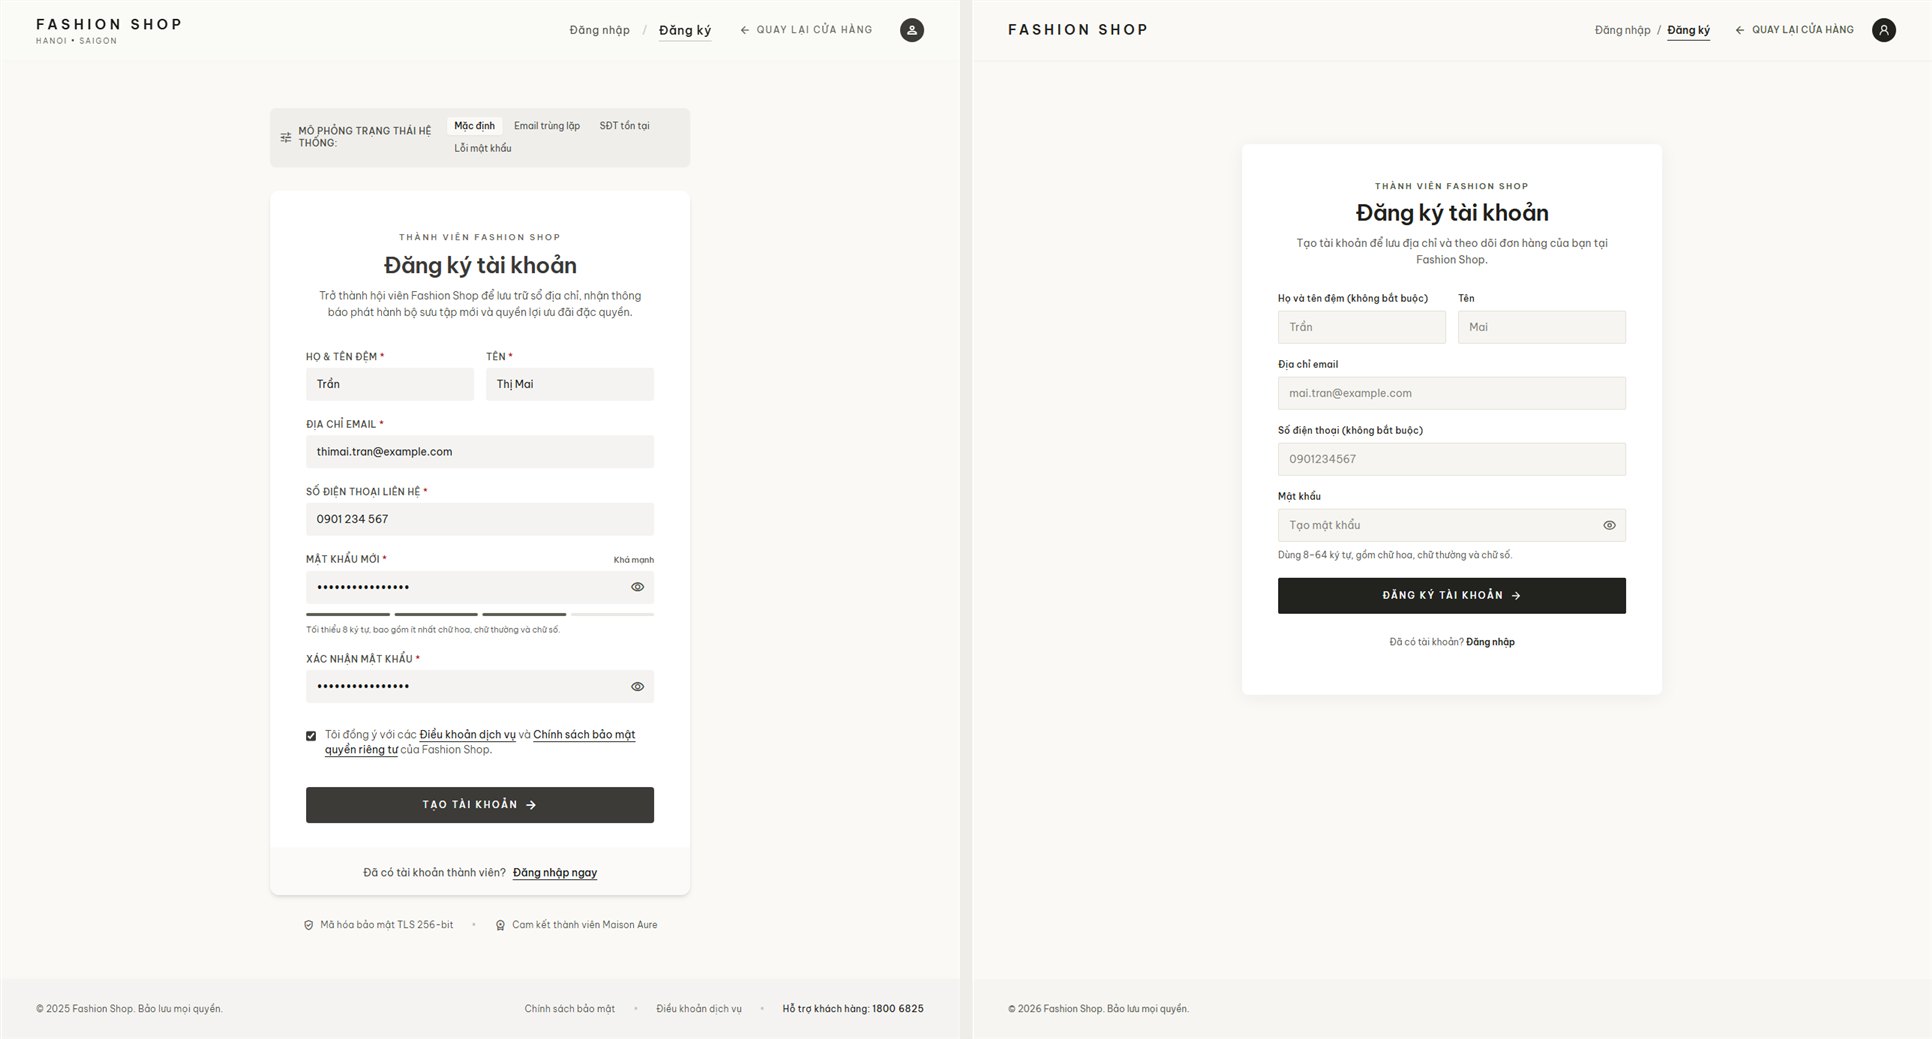 FASHION SHOP
HANOI • SAIGON
Đăng nhập / Đăng ký
← QUAY LẠI CỬA HÀNG
MÔ PHỎNG TRẠNG THÁI HỆ
THỐNG:
Mặc định
Email trùng lặp
SĐT tồn tại
Lỗi mật khẩu
THÀNH VIÊN FASHION SHOP
Đăng ký tài khoản
Trở thành hội viên Fashion Shop để lưu trữ sổ địa chỉ, nhận thông
báo phát hành bộ sưu tập mới và quyền lợi ưu đãi đặc quyền.
HỌ & TÊN ĐỆM *
TÊN *
Trần
Thị Mai
ĐỊA CHỈ EMAIL *
thimai.tran@example.com
SỐ ĐIỆN THOẠI LIÊN HỆ *
0901 234 567
MẬT KHẨU MỚI *
Khá mạnh
••••••••••••••••
Tối thiểu 8 ký tự, bao gồm ít nhất chữ hoa, chữ thường và chữ số.
XÁC NHẬN MẬT KHẨU *
••••••••••••••••
Tôi đồng ý với các Điều khoản dịch vụ và Chính sách bảo mật
quyền riêng tư của Fashion Shop.
TẠO TÀI KHOẢN →
Đã có tài khoản thành viên? Đăng nhập ngay
Mã hóa bảo mật TLS 256-bit • Cam kết thành viên Maison Aure
© 2025 Fashion Shop. Bảo lưu mọi quyền.
Chính sách bảo mật • Điều khoản dịch vụ • Hỗ trợ khách hàng: 1800 6825
FASHION SHOP
Đăng nhập / Đăng ký
← QUAY LẠI CỬA HÀNG
THÀNH VIÊN FASHION SHOP
Đăng ký tài khoản
Tạo tài khoản để lưu địa chỉ và theo dõi đơn hàng của bạn tại
Fashion Shop.
Họ và tên đệm (không bắt buộc)
Tên
Trần
Mai
Địa chỉ email
mai.tran@example.com
Số điện thoại (không bắt buộc)
0901234567
Mật khẩu
Tạo mật khẩu
Dùng 8–64 ký tự, gồm chữ hoa, chữ thường và chữ số.
ĐĂNG KÝ TÀI KHOẢN →
Đã có tài khoản? Đăng nhập
© 2026 Fashion Shop. Bảo lưu mọi quyền.